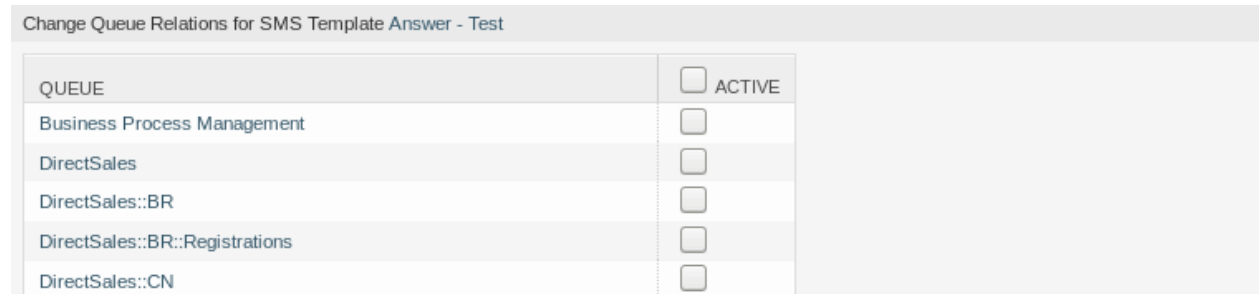 Change Queue Relations for SMS Template Answer - Test
QUEUE ACTIVE
Business Process Management
DirectSales
DirectSales::BR
DirectSales::BR::Registrations
DirectSales::CN